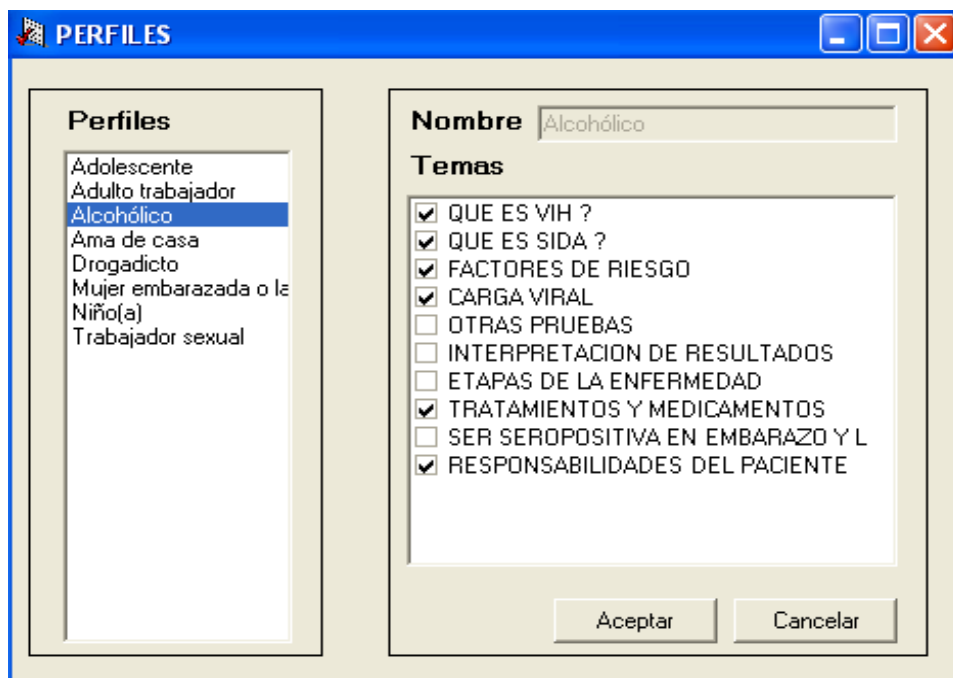 PERFILES
Perfiles
Adolescente
Adulto trabajador
Alcohólico
Ama de casa
Drogadicto
Mujer embarazada o la
Niño(a)
Trabajador sexual
Nombre Alcohólico
Temas
QUE ES VIH ?
QUE ES SIDA ?
FACTORES DE RIESGO
CARGA VIRAL
OTRAS PRUEBAS
INTERPRETACION DE RESULTADOS
ETAPAS DE LA ENFERMEDAD
TRATAMIENTOS Y MEDICAMENTOS
SER SEROPOSITIVA EN EMBARAZO Y L
RESPONSABILIDADES DEL PACIENTE
Aceptar Cancelar